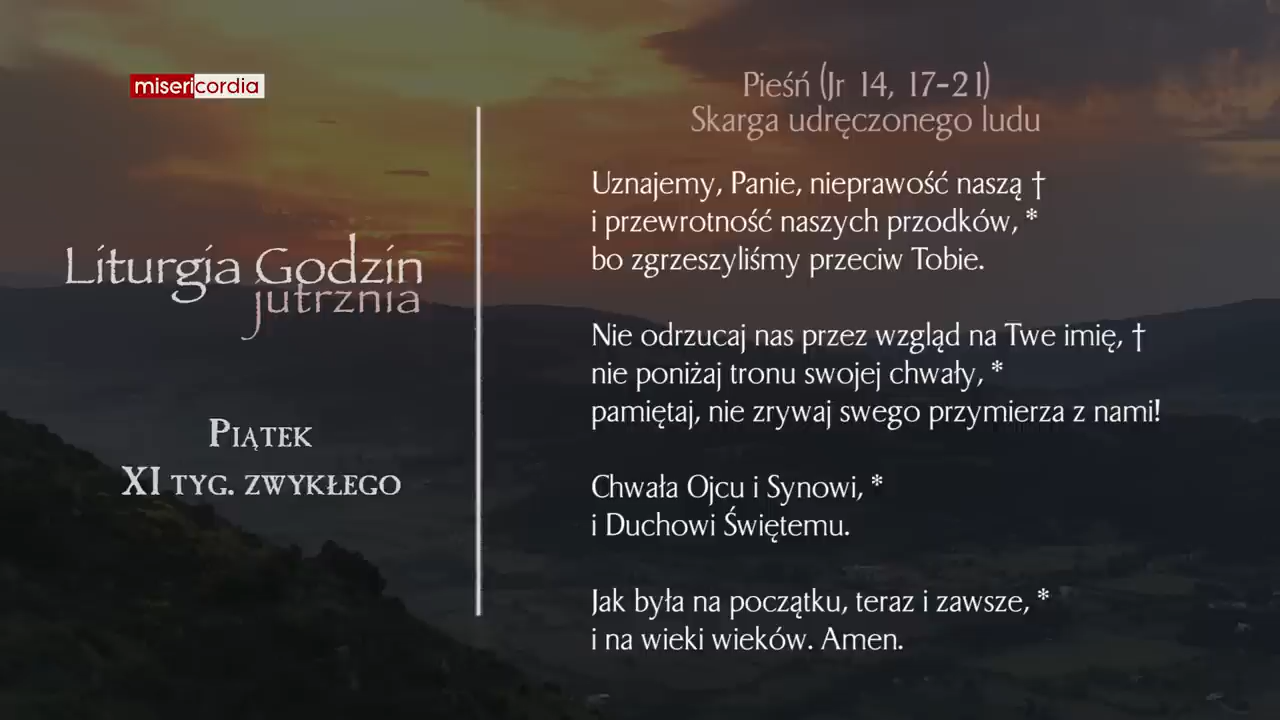 misericordia
Liturgia Godzin
jutrznia
Piątek
XI tyg. zwykłego
Pieśń (Jr 14, 17-21)
Skarga udręczonego ludu
Uznajemy, Panie, nieprawość naszą †
i przewrotność naszych przodków, *
bo zgrzeszyliśmy przeciw Tobie.
Nie odrzucaj nas przez wzgląd na Twe imię, †
nie poniżaj tronu swojej chwały, *
pamiętaj, nie zrywaj swego przymierza z nami!
Chwała Ojcu i Synowi, *
i Duchowi Świętemu.
Jak była na początku, teraz i zawsze, *
i na wieki wieków. Amen.